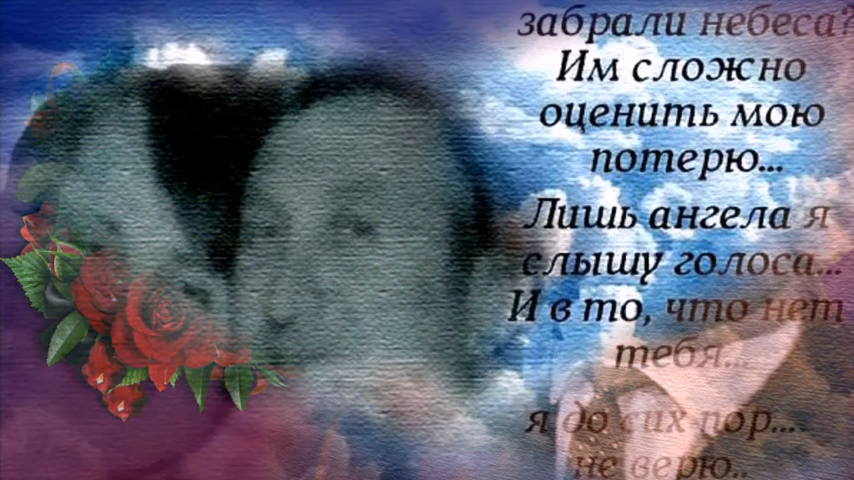 забрали небеса?
Им сложно
оценить мою
потерю...
Лишь ангела я
слышу голоса...
И в то, что нет
тебя...
я до сих пор....
не верю..